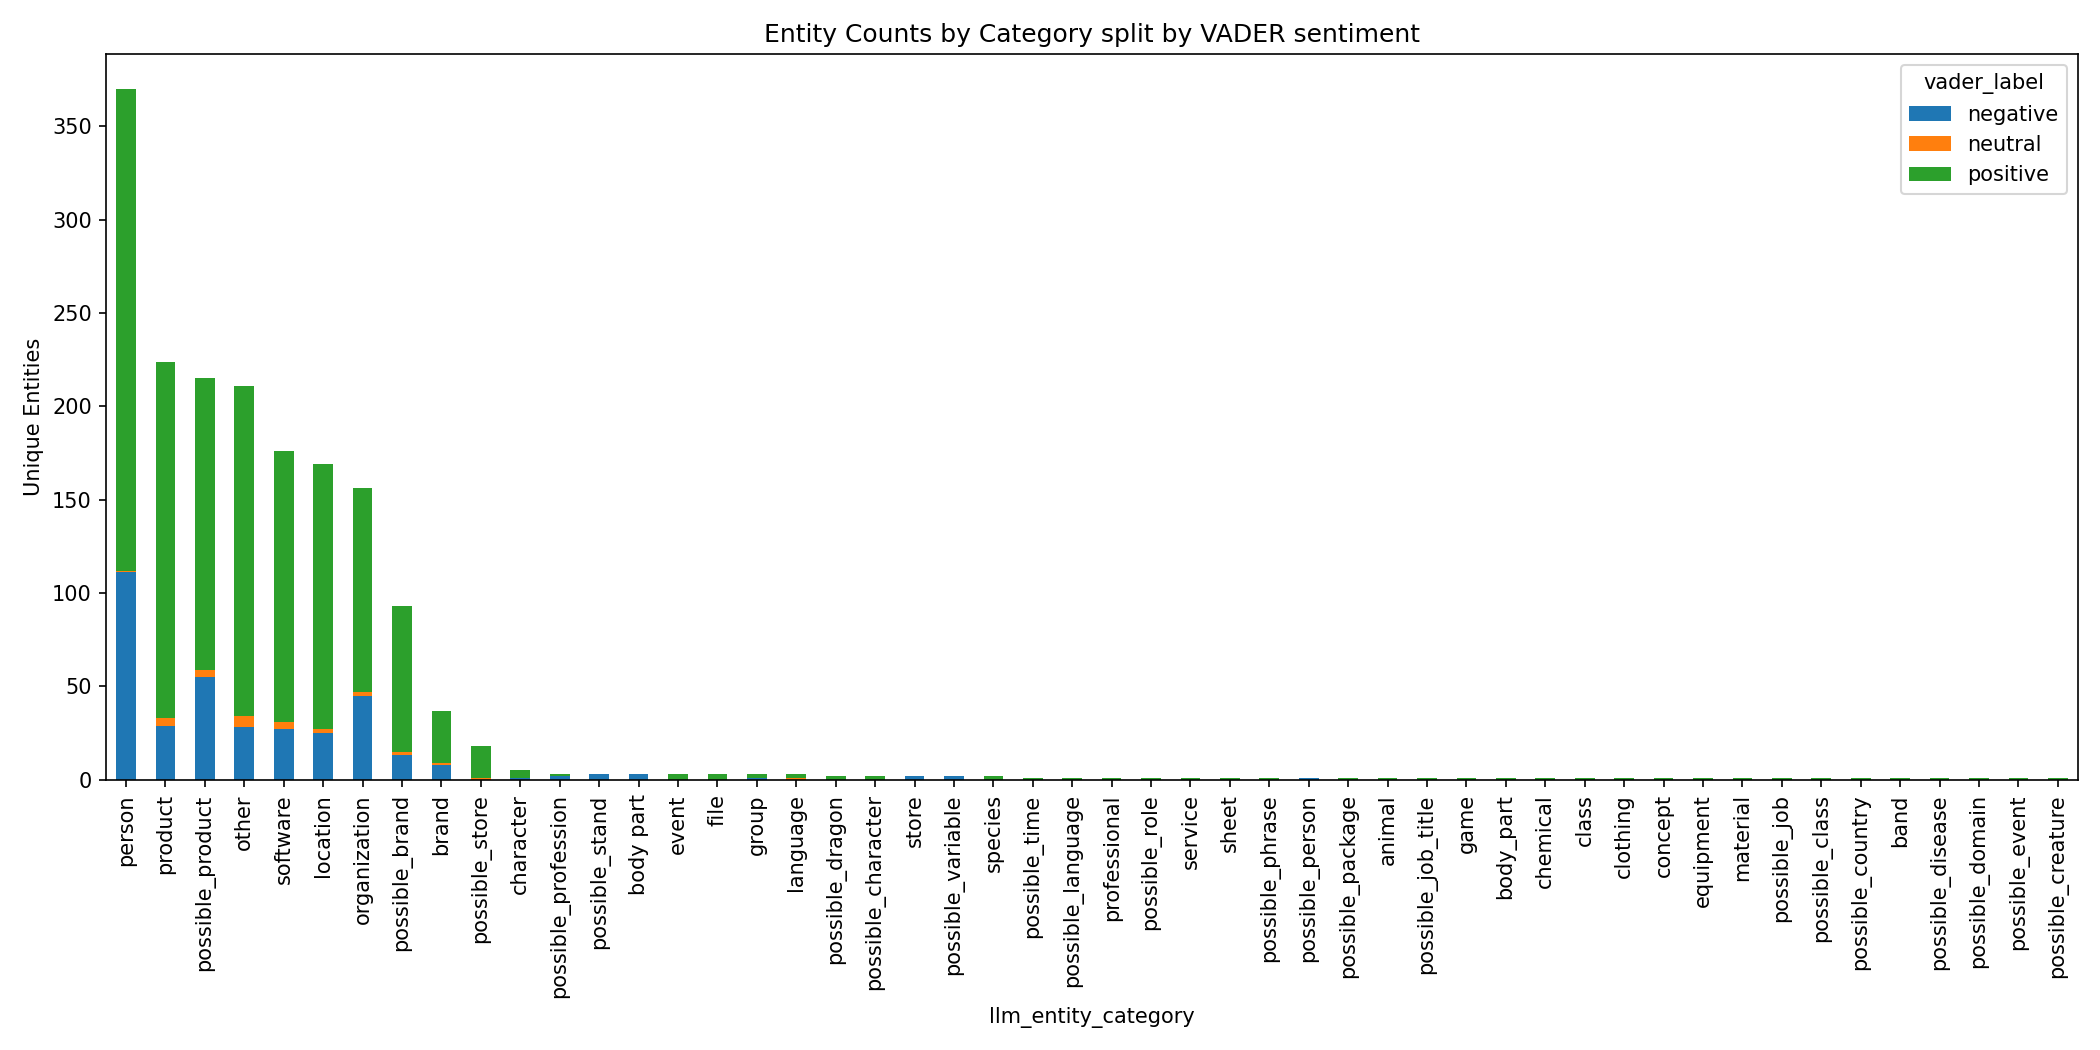 Entity Counts by Category split by VADER sentiment
vader_label
negative
neutral
positive
Unique Entities
350
300
250
200
150
100
50
0
person
product
possible_product
other
software
location
organization
possible_brand
brand
possible_store
character
possible_profession
possible_stand
body part
event
file
group
language
possible_dragon
possible_character
store
possible_variable
species
possible_time
possible_language
professional
possible_role
service
sheet
possible_phrase
possible_person
possible_package
animal
possible_job_title
game
body_part
chemical
class
clothing
concept
equipment
material
possible_job
possible_class
possible_country
band
possible_disease
possible_domain
possible_event
possible_creature
llm_entity_category